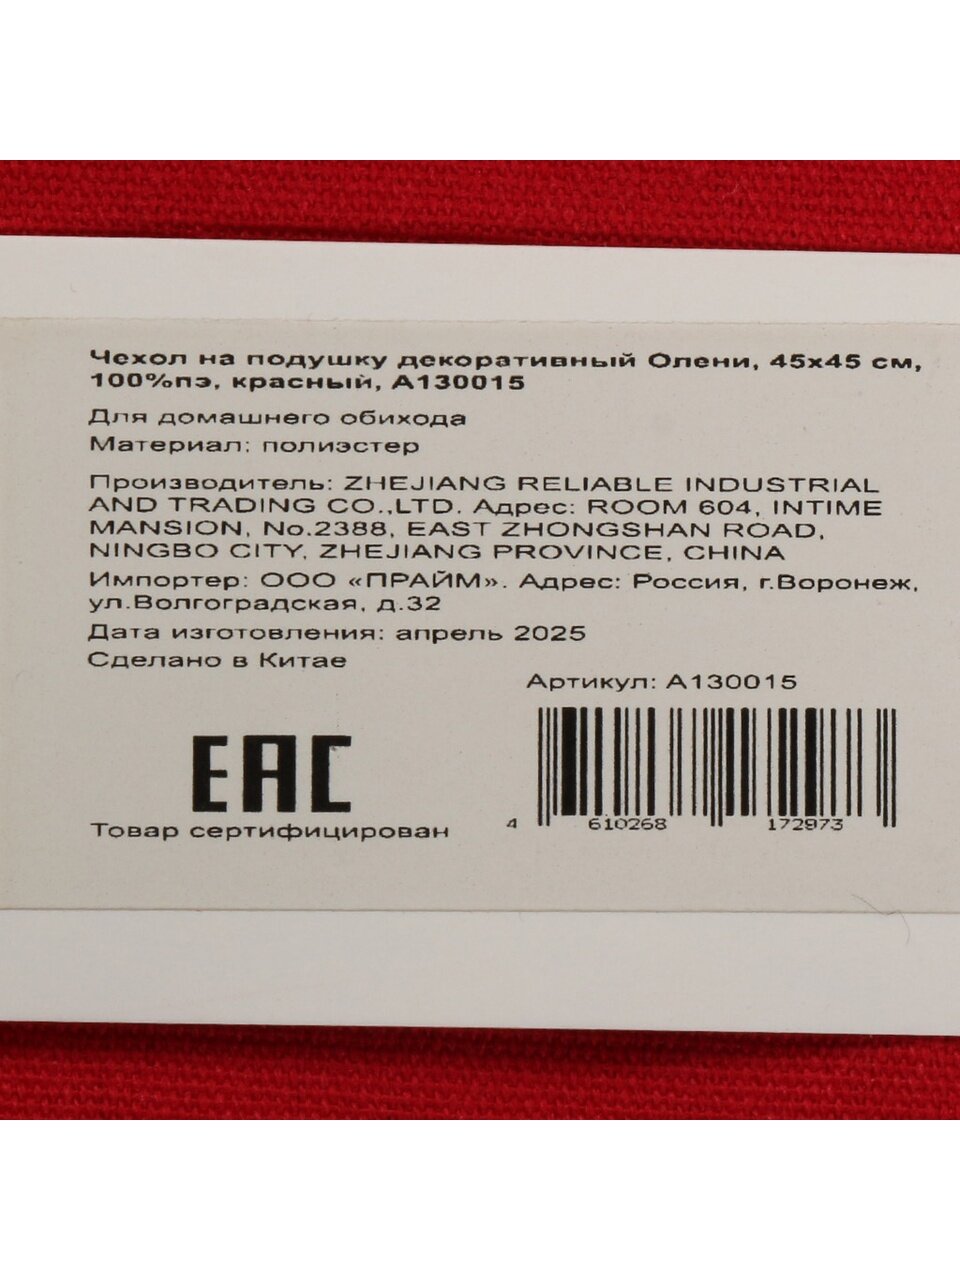 Чехол на подушку декоративный Олени, 45х45 см,
100%пэ, красный, А130015
Для домашнего обихода
Материал: полиэстер
Производитель: ZHEJIANG RELIABLE INDUSTRIAL
AND TRADING CO.,LTD. Адрес: ROOM 604, INTIME
MANSION, No.2388, EAST ZHONGSHAN ROAD,
NINGBO CITY, ZHEJIANG PROVINCE, CHINA
Импортер: ООО «ПРАЙМ». Адрес: Россия, г.Воронеж,
ул.Волгоградская, д.32
Дата изготовления: апрель 2025
Сделано в Китае
Артикул: А130015
EAC
Товар сертифицирован
4 610268 172973